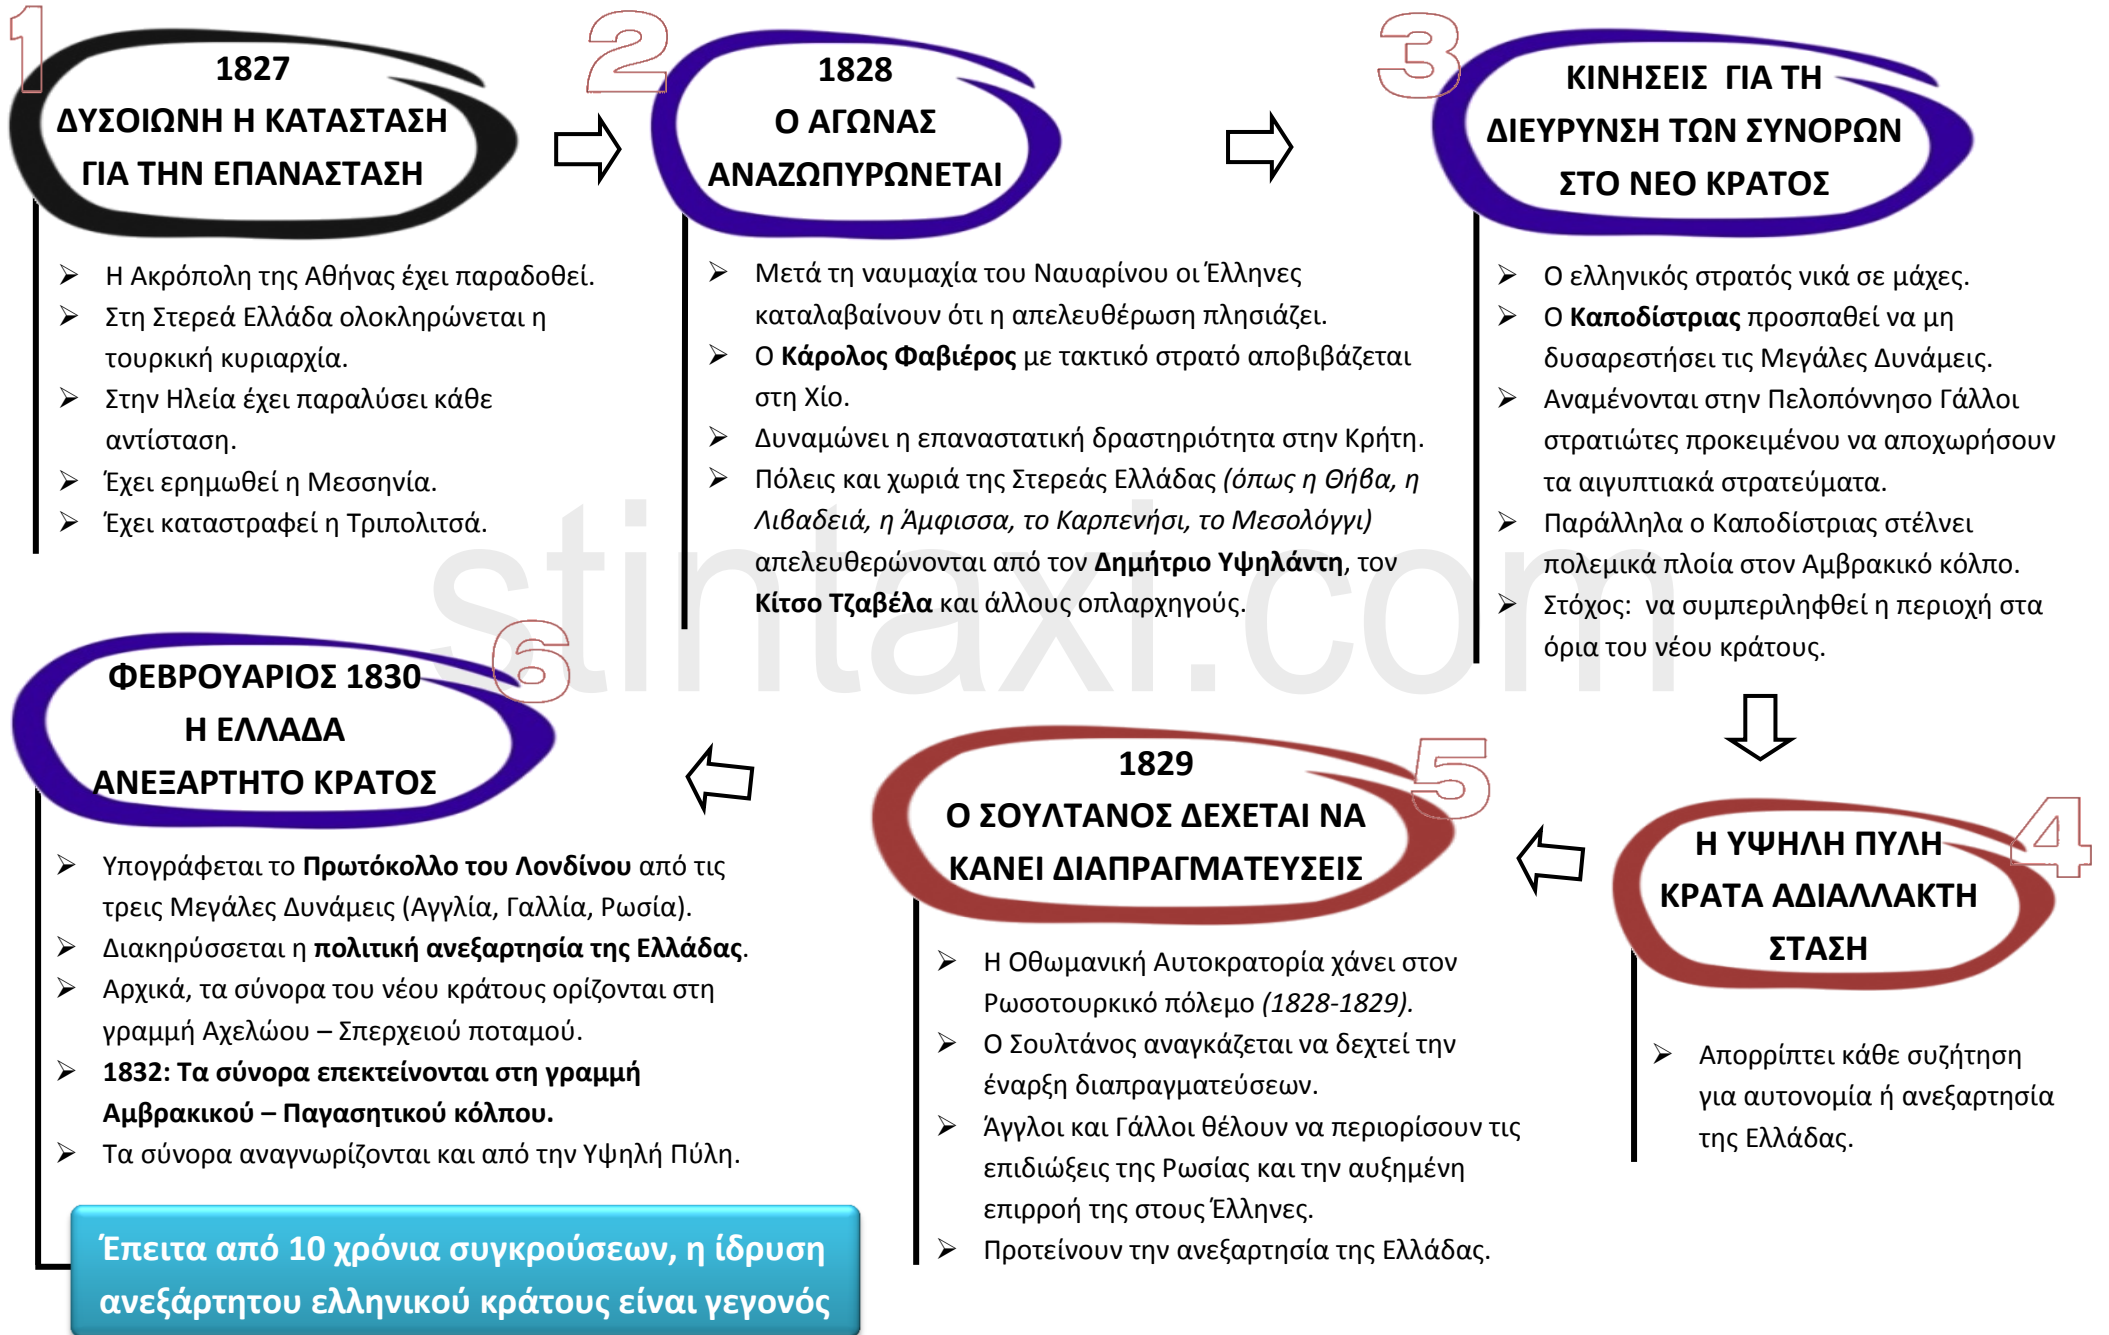 1
1827
ΔΥΣΟΙΩΝΗ Η ΚΑΤΑΣΤΑΣΗ
ΓΙΑ ΤΗΝ ΕΠΑΝΑΣΤΑΣΗ
➢ Η Ακρόπολη της Αθήνας έχει παραδοθεί.
➢ Στη Στερεά Ελλάδα ολοκληρώνεται η
τουρκική κυριαρχία.
➢ Στην Ηλεία έχει παραλύσει κάθε
αντίσταση.
➢ Έχει ερημωθεί η Μεσσηνία.
➢ Έχει καταστραφεί η Τριπολιτσά.
2
1828
Ο ΑΓΩΝΑΣ
ΑΝΑΖΩΠΥΡΩΝΕΤΑΙ
➢ Μετά τη ναυμαχία του Ναυαρίνου οι Έλληνες
καταλαβαίνουν ότι η απελευθέρωση πλησιάζει.
➢ Ο Κάρολος Φαβιέρος με τακτικό στρατό αποβιβάζεται
στη Χίο.
➢ Δυναμώνει η επαναστατική δραστηριότητα στην Κρήτη.
➢ Πόλεις και χωριά της Στερεάς Ελλάδας (όπως η Θήβα, η
Λιβαδειά, η Άμφισσα, το Καρπενήσι, το Μεσολόγγι)
απελευθερώνονται από τον Δημήτριο Υψηλάντη, τον
Κίτσο Τζαβέλα και άλλους οπλαρχηγούς.
3
ΚΙΝΗΣΕΙΣ ΓΙΑ ΤΗ
ΔΙΕΥΡΥΝΣΗ ΤΩΝ ΣΥΝΟΡΩΝ
ΣΤΟ ΝΕΟ ΚΡΑΤΟΣ
➢ Ο ελληνικός στρατός νικά σε μάχες.
➢ Ο Καποδίστριας προσπαθεί να μη
δυσαρεστήσει τις Μεγάλες Δυνάμεις.
➢ Αναμένονται στην Πελοπόννησο Γάλλοι
στρατιώτες προκειμένου να αποχωρήσουν
τα αιγυπτιακά στρατεύματα.
➢ Παράλληλα ο Καποδίστριας στέλνει
πολεμικά πλοία στον Αμβρακικό κόλπο.
➢ Στόχος: να συμπεριληφθεί η περιοχή στα
όρια του νέου κράτους.
4
Η ΥΨΗΛΗ ΠΥΛΗ
ΚΡΑΤΑ ΑΔΙΑΛΛΑΚΤΗ
ΣΤΑΣΗ
➢ Απορρίπτει κάθε συζήτηση
για αυτονομία ή ανεξαρτησία
της Ελλάδας.
5
1829
Ο ΣΟΥΛΤΑΝΟΣ ΔΕΧΕΤΑΙ ΝΑ
ΚΑΝΕΙ ΔΙΑΠΡΑΓΜΑΤΕΥΣΕΙΣ
➢ Η Οθωμανική Αυτοκρατορία χάνει στον
Ρωσοτουρκικό πόλεμο (1828-1829).
➢ Ο Σουλτάνος αναγκάζεται να δεχτεί την
έναρξη διαπραγματεύσεων.
➢ Άγγλοι και Γάλλοι θέλουν να περιορίσουν τις
επιδιώξεις της Ρωσίας και την αυξημένη
επιρροή της στους Έλληνες.
➢ Προτείνουν την ανεξαρτησία της Ελλάδας.
6
ΦΕΒΡΟΥΑΡΙΟΣ 1830
Η ΕΛΛΑΔΑ
ΑΝΕΞΑΡΤΗΤΟ ΚΡΑΤΟΣ
➢ Υπογράφεται το Πρωτόκολλο του Λονδίνου από τις
τρεις Μεγάλες Δυνάμεις (Αγγλία, Γαλλία, Ρωσία).
➢ Διακηρύσσεται η πολιτική ανεξαρτησία της Ελλάδας.
➢ Αρχικά, τα σύνορα του νέου κράτους ορίζονται στη
γραμμή Αχελώου – Σπερχειού ποταμού.
➢ 1832: Τα σύνορα επεκτείνονται στη γραμμή
Αμβρακικού – Παγασητικού κόλπου.
➢ Τα σύνορα αναγνωρίζονται και από την Υψηλή Πύλη.
Έπειτα από 10 χρόνια συγκρούσεων, η ίδρυση
ανεξάρτητου ελληνικού κράτους είναι γεγονός
stintaxi.com